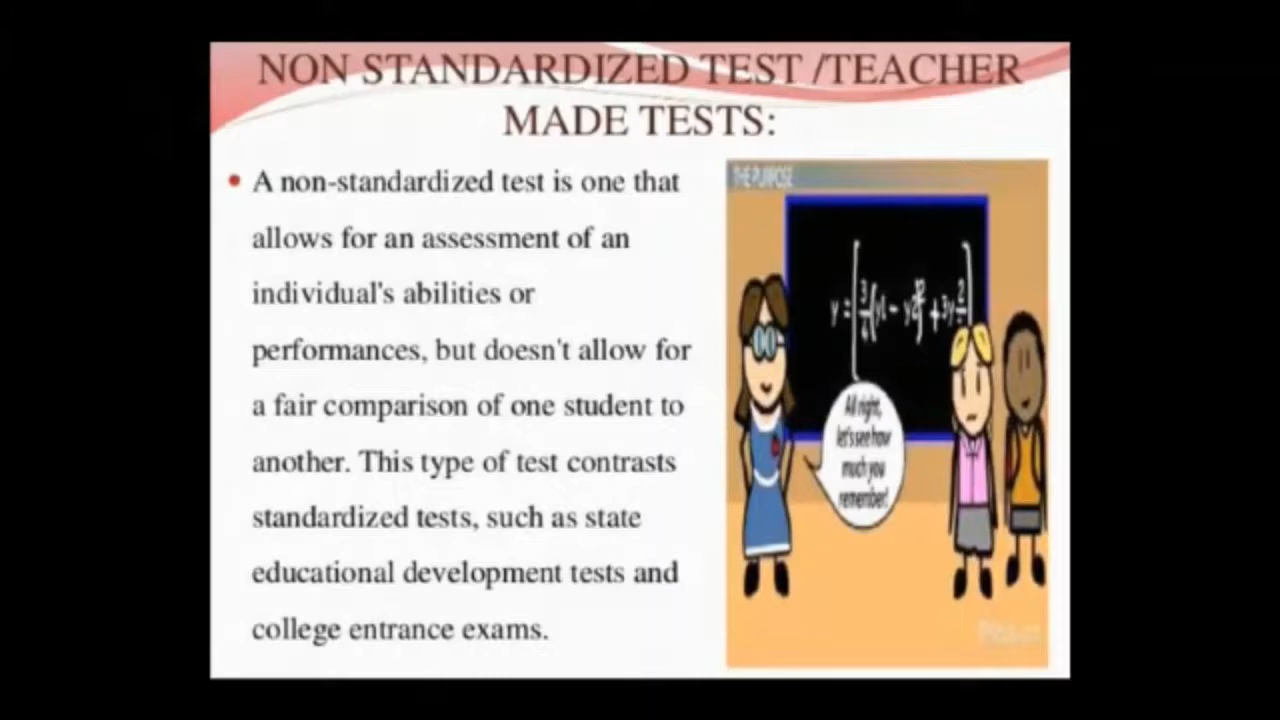 NON STANDARDIZED TEST /TEACHER
MADE TESTS:
• A non-standardized test is one that
allows for an assessment of an
individual's abilities or
performances, but doesn't allow for
a fair comparison of one student to
another. This type of test contrasts
standardized tests, such as state
educational development tests and
college entrance exams.
THE PURPOSE
All right,
let's see how
much you
remember!